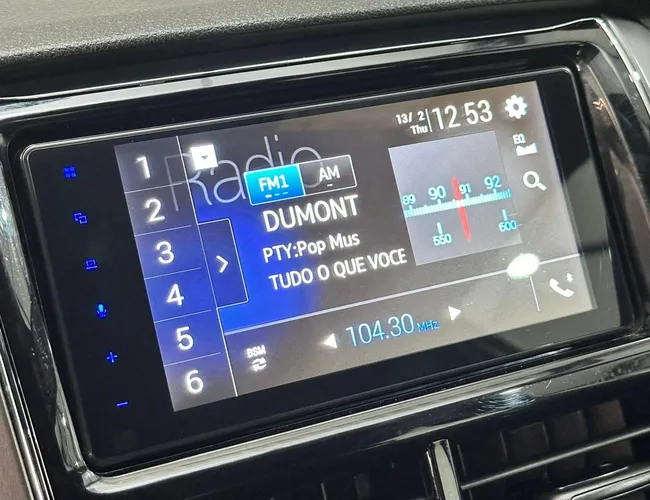 Radio
13/ 2
Thu
12 53
FM1
AM
EQ
1
2
3
4
5
6
DUMONT
PTY:Pop Mus
TUDO O QUE VOCE
89 90 91 92
550 600
BSM
104.30 MHz